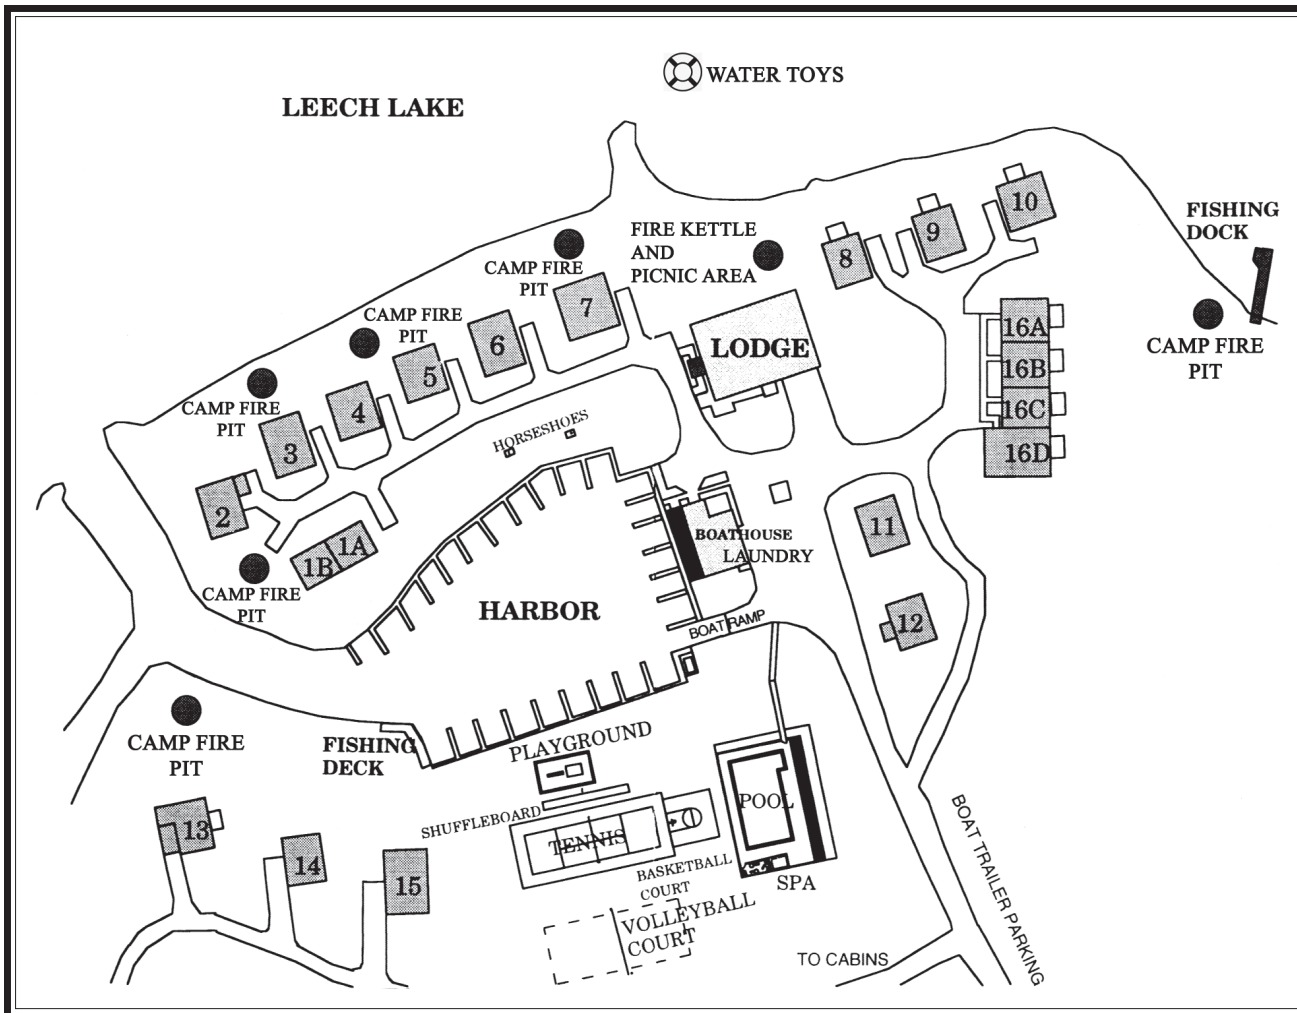 WATER TOYS
LEECH LAKE
10
FISHING
DOCK
FIRE KETTLE
AND
PICNIC AREA
9
8
CAMP FIRE
PIT
7
CAMP FIRE
PIT
6
5
LODGE
16A
16B
16C
16D
CAMP FIRE
PIT
CAMP FIRE
PIT
4
3
HORSESHOES
2
1A
1B
CAMP FIRE
PIT
BOATHOUSE
LAUNDRY
11
12
HARBOR
BOAT RAMP
CAMP FIRE
PIT
FISHING
DECK
PLAYGROUND
SHUFFLEBOARD
TENNIS
POOL
BASKETBALL
COURT
SPA
VOLLEYBALL
COURT
13
14
15
BOAT TRAILER PARKING
TO CABINS